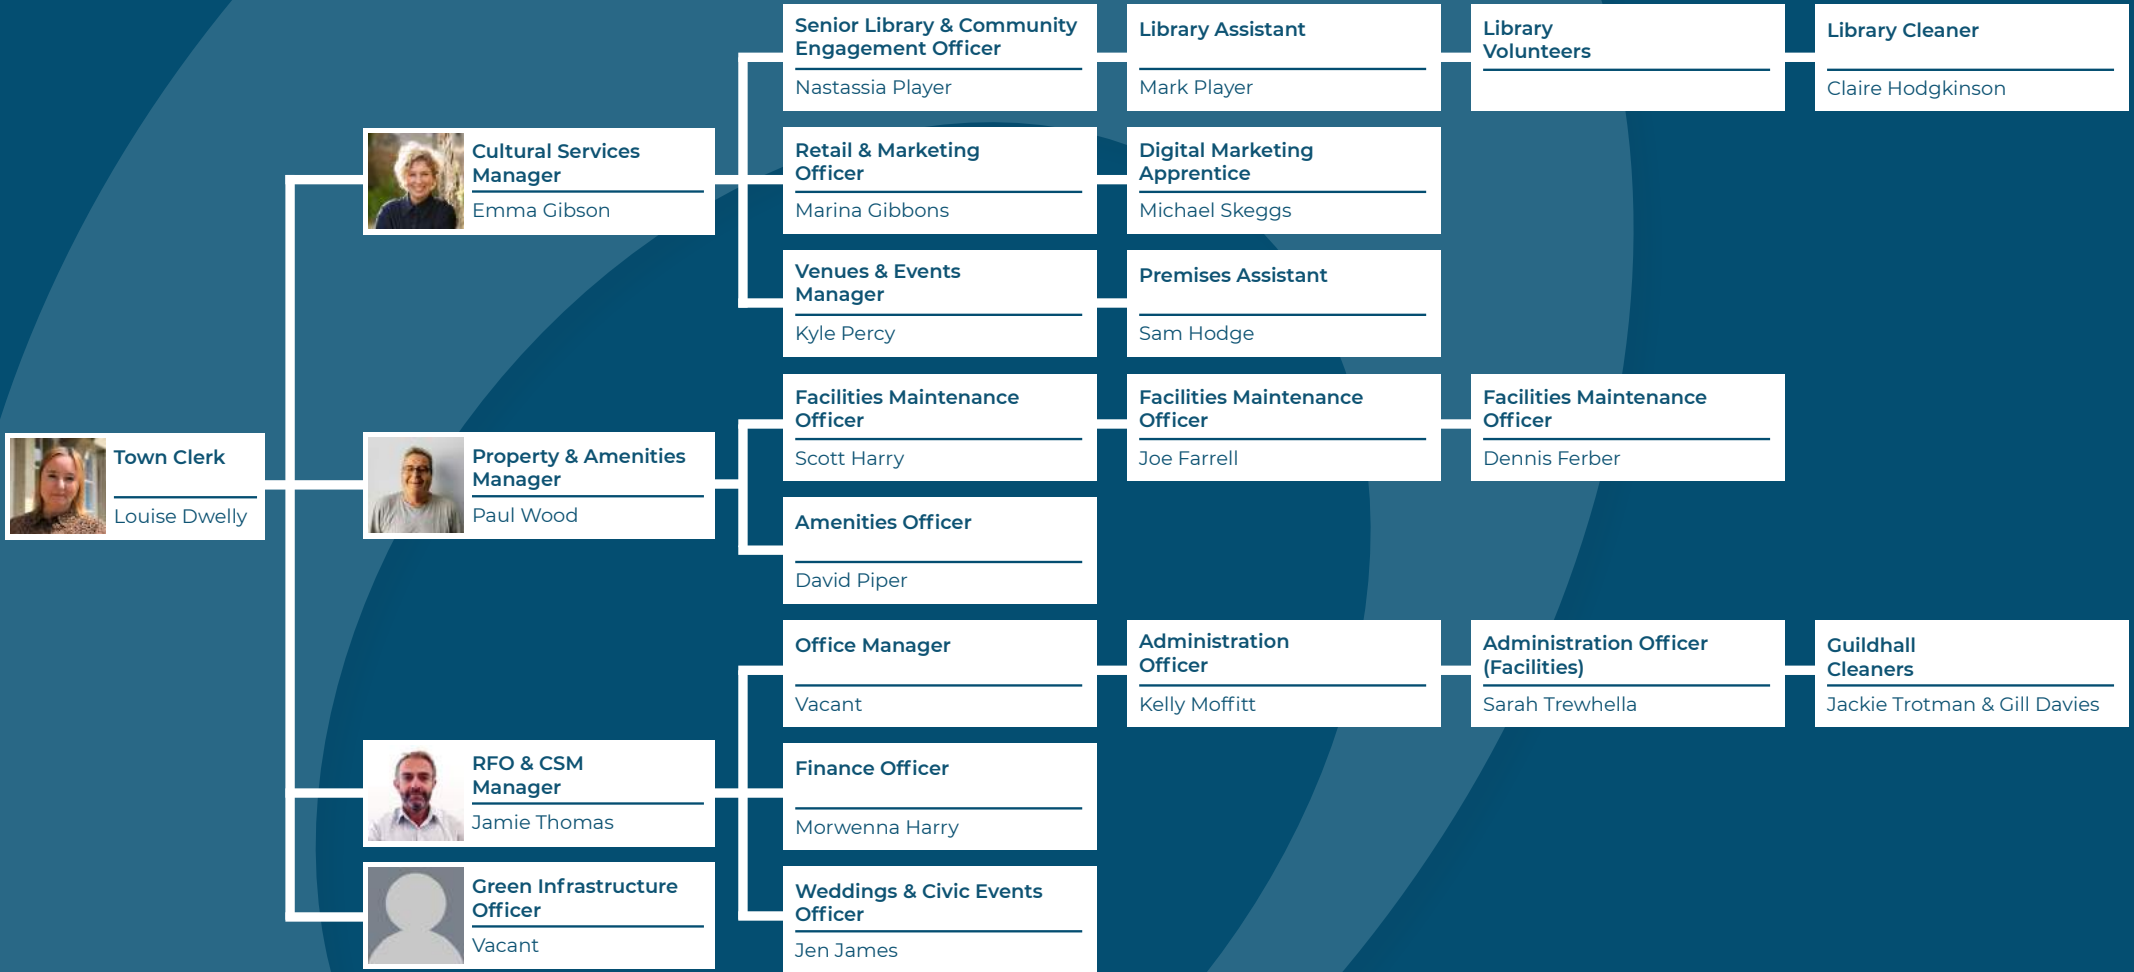 Senior Library & Community
Engagement Officer
Nastassia Player
Library Assistant
Mark Player
Library
Volunteers
Library Cleaner
Claire Hodgkinson
Cultural Services
Manager
Emma Gibson
Retail & Marketing
Officer
Marina Gibbons
Digital Marketing
Apprentice
Michael Skeggs
Venues & Events
Manager
Kyle Percy
Premises Assistant
Sam Hodge
Town Clerk
Louise Dwelly
Property & Amenities
Manager
Paul Wood
Facilities Maintenance
Officer
Scott Harry
Facilities Maintenance
Officer
Joe Farrell
Facilities Maintenance
Officer
Dennis Ferber
Amenities Officer
David Piper
RFO & CSM
Manager
Jamie Thomas
Office Manager
Vacant
Administration
Officer
Kelly Moffitt
Administration Officer
(Facilities)
Sarah Trewhella
Guildhall
Cleaners
Jackie Trotman & Gill Davies
Finance Officer
Morwenna Harry
Weddings & Civic Events
Officer
Jen James
Green Infrastructure
Officer
Vacant